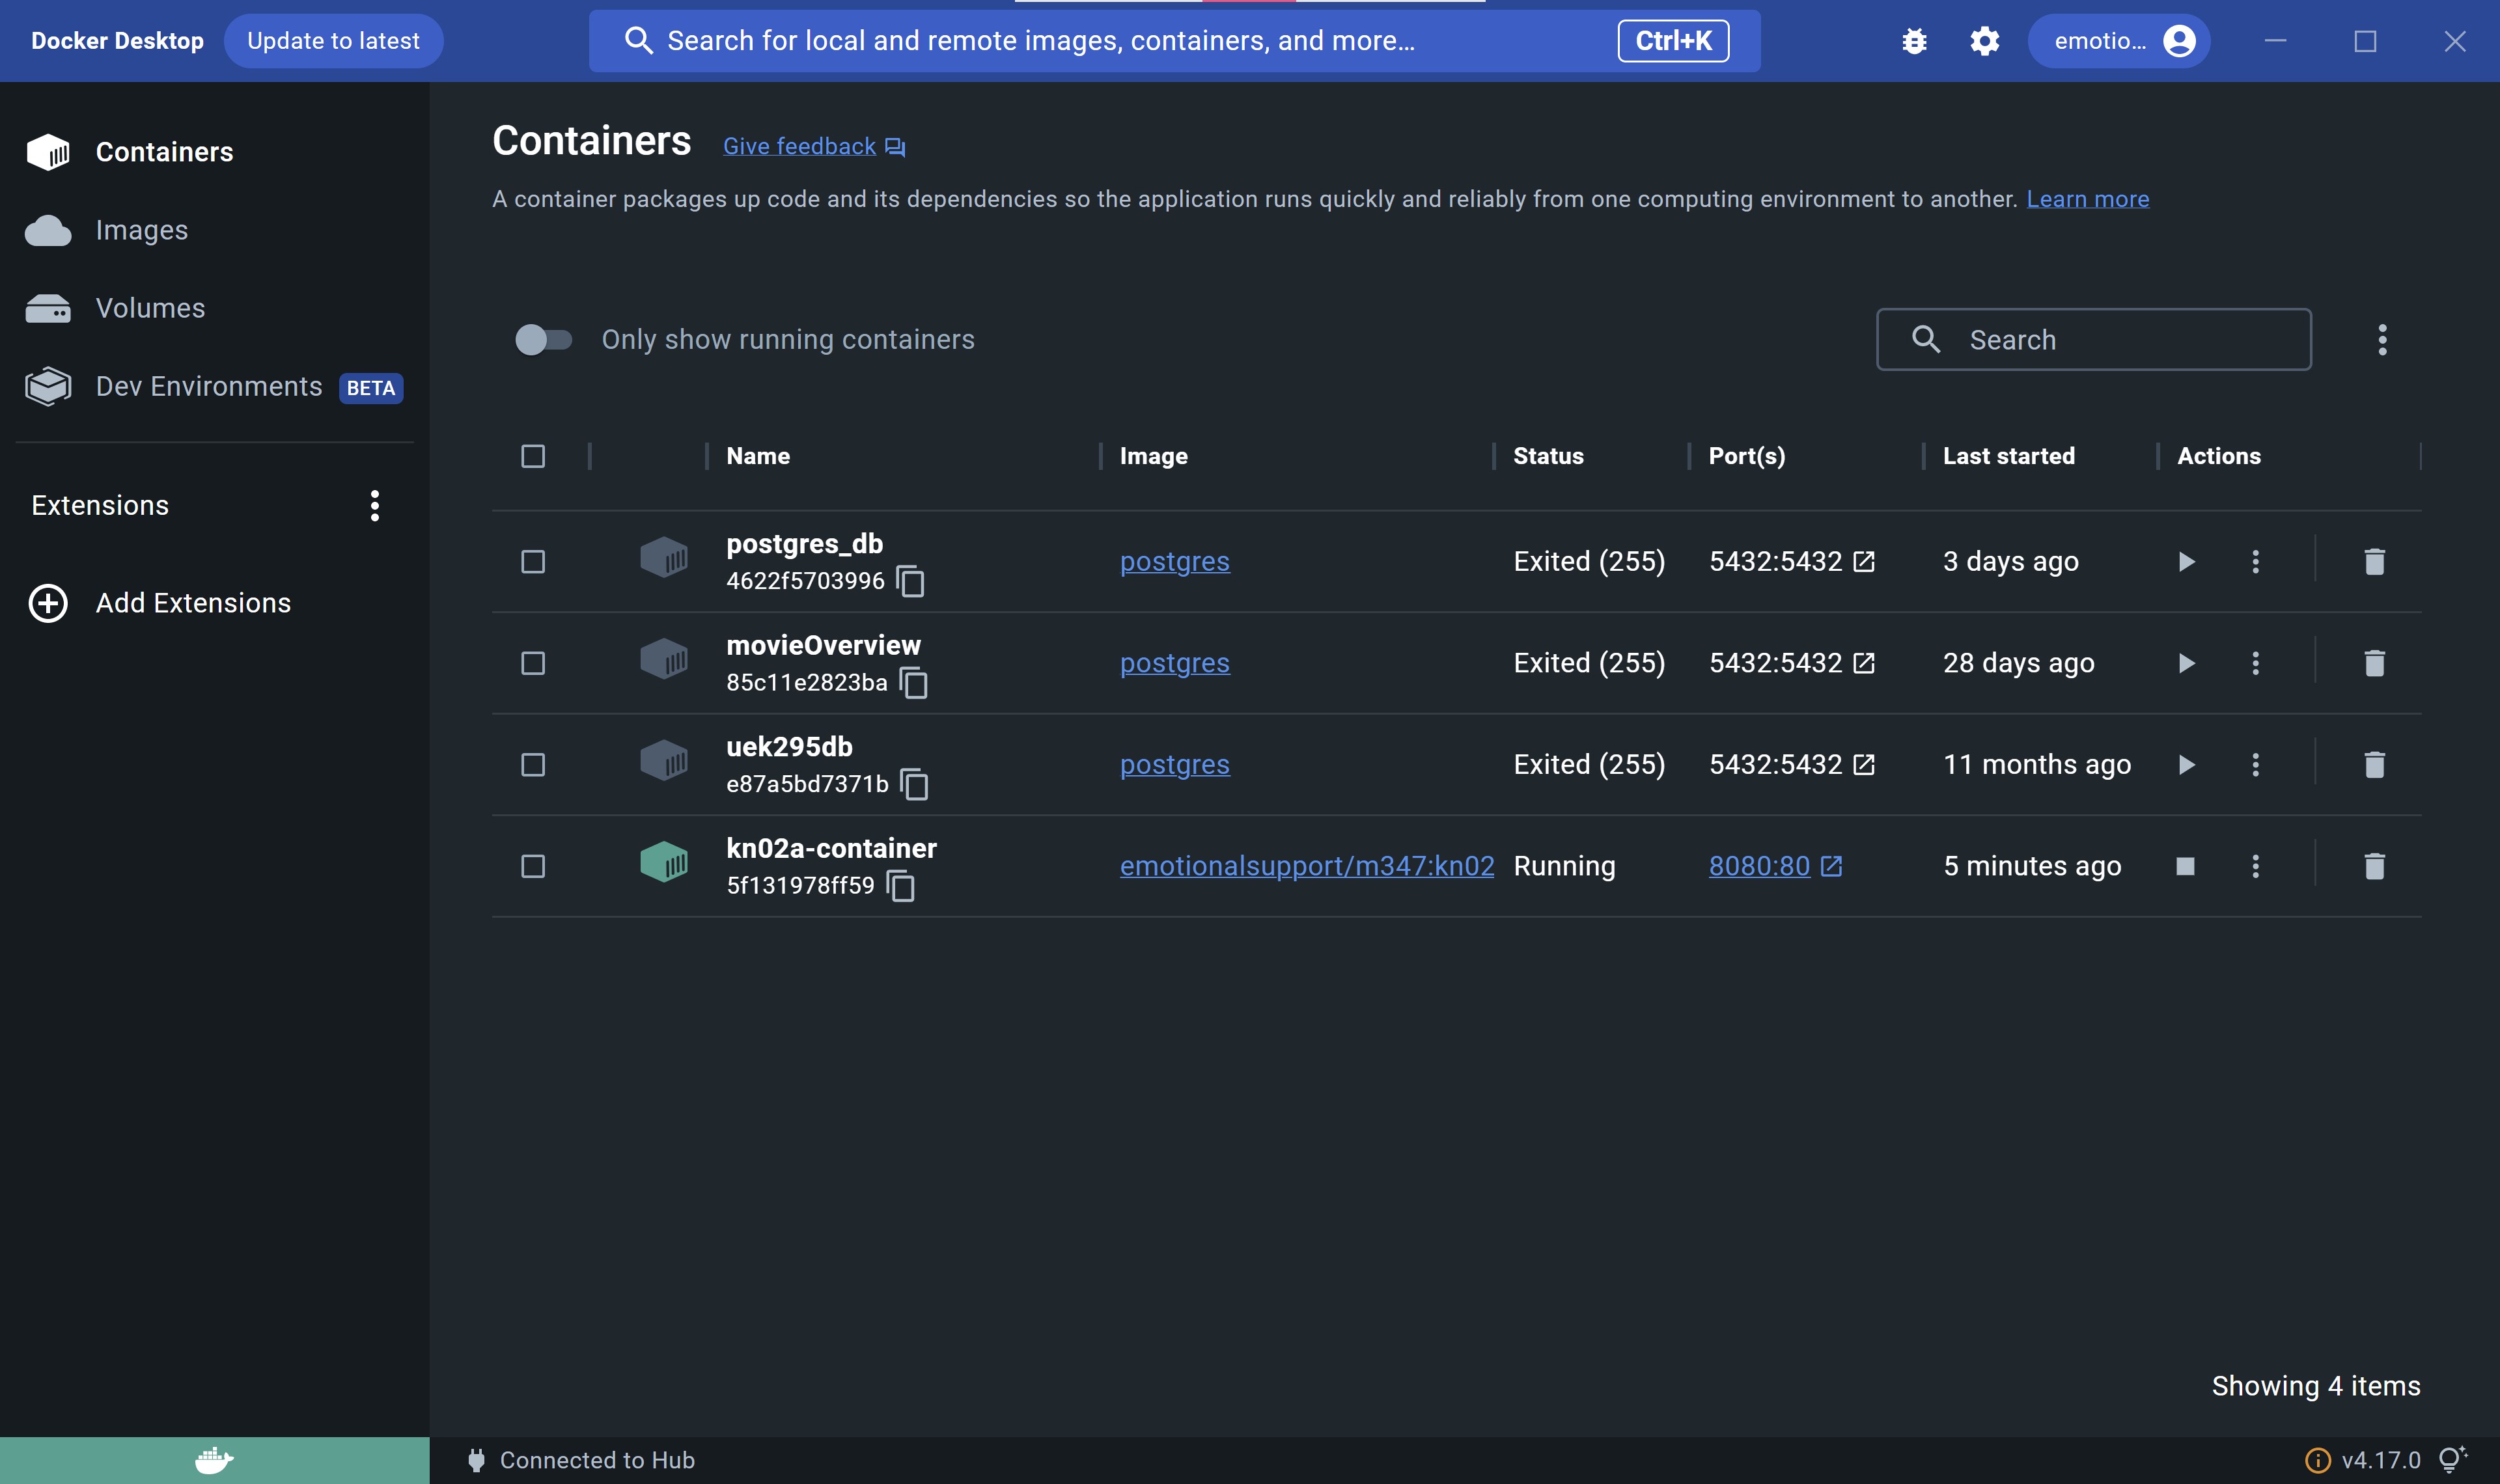 Docker Desktop Update to latest Search for local and remote images, containers, and more... Ctrl+K emotio...
Containers
Images
Volumes
Dev Environments BETA
Extensions
Add Extensions
Containers Give feedback
A container packages up code and its dependencies so the application runs quickly and reliably from one computing environment to another. Learn more
Only show running containers Search
Name Image Status Port(s) Last started Actions
postgres_db
4622f5703996 postgres Exited (255) 5432:5432 3 days ago
movieOverview
85c11e2823ba postgres Exited (255) 5432:5432 28 days ago
uek295db
e87a5bd7371b postgres Exited (255) 5432:5432 11 months ago
kn02a-container
5f131978ff59 emotionalsupport/m347:kn02 Running 8080:80 5 minutes ago
Showing 4 items
Connected to Hub v4.17.0